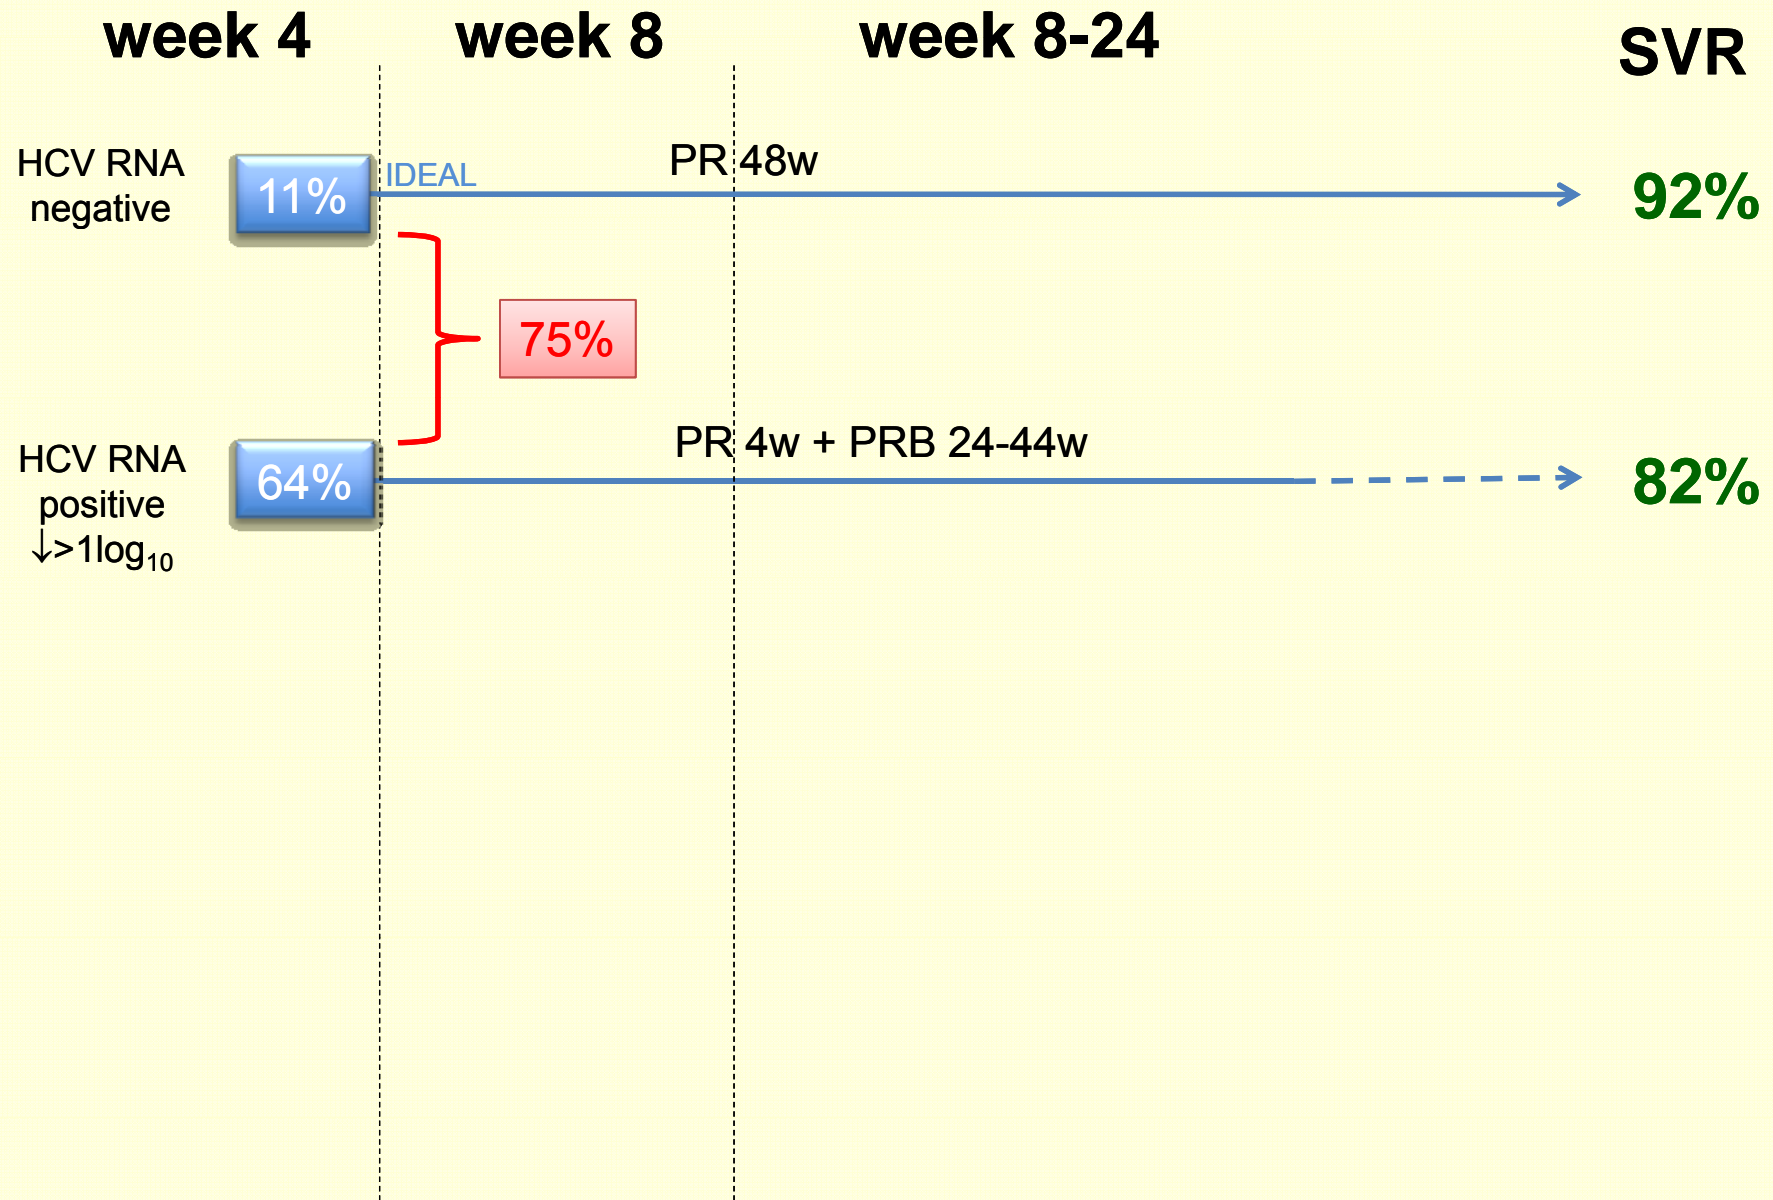 week 4 week 8 week 8-24 SVR
HCV RNA
negative
11%
IDEAL
PR 48w
92%
75%
HCV RNA
positive
↓>1log₁₀
64%
PR 4w + PRB 24-44w
82%